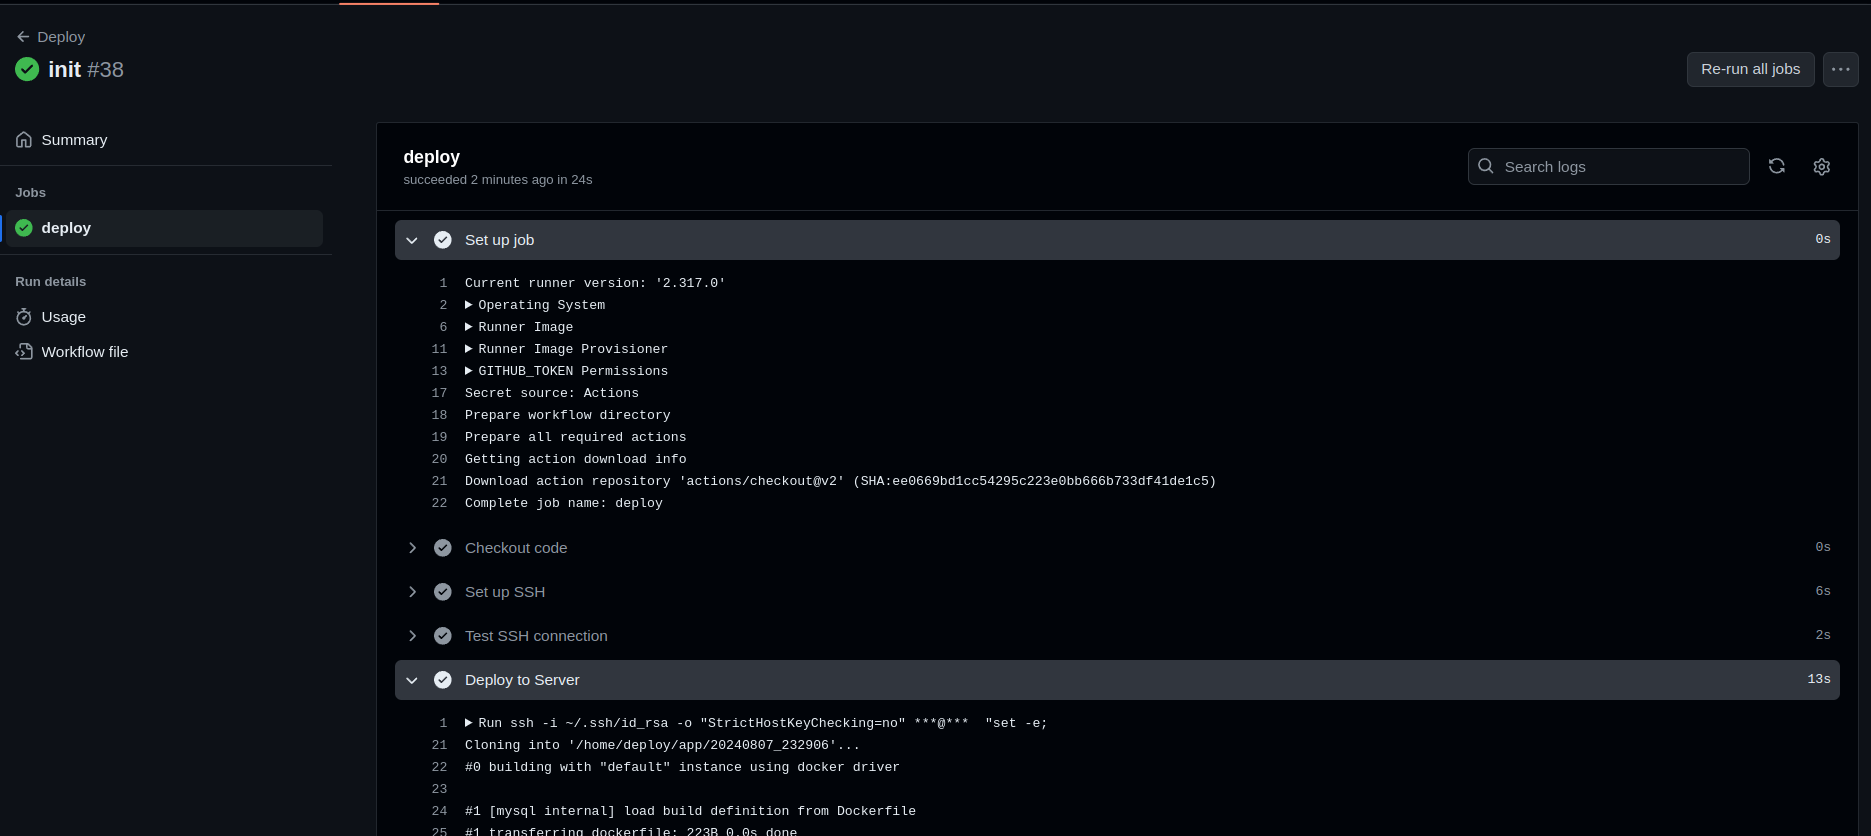 Deploy
init #38
Re-run all jobs
Summary
Jobs
deploy
Run details
Usage
Workflow file
deploy
succeeded 2 minutes ago in 24s
Search logs
Set up job 0s
1 Current runner version: '2.317.0'
2 Operating System
6 Runner Image
11 Runner Image Provisioner
13 GITHUB_TOKEN Permissions
17 Secret source: Actions
18 Prepare workflow directory
19 Prepare all required actions
20 Getting action download info
21 Download action repository 'actions/checkout@v2' (SHA:ee0669bd1cc54295c223e0bb666b733df41de1c5)
22 Complete job name: deploy
Checkout code 0s
Set up SSH 6s
Test SSH connection 2s
Deploy to Server 13s
1 Run ssh -i ~/.ssh/id_rsa -o "StrictHostKeyChecking=no" ***@***  "set -e;
21 Cloning into '/home/deploy/app/20240807_232906'...
22 #0 building with "default" instance using docker driver
23
24 #1 [mysql internal] load build definition from Dockerfile
25 #1 transferring dockerfile: 223B 0.0s done